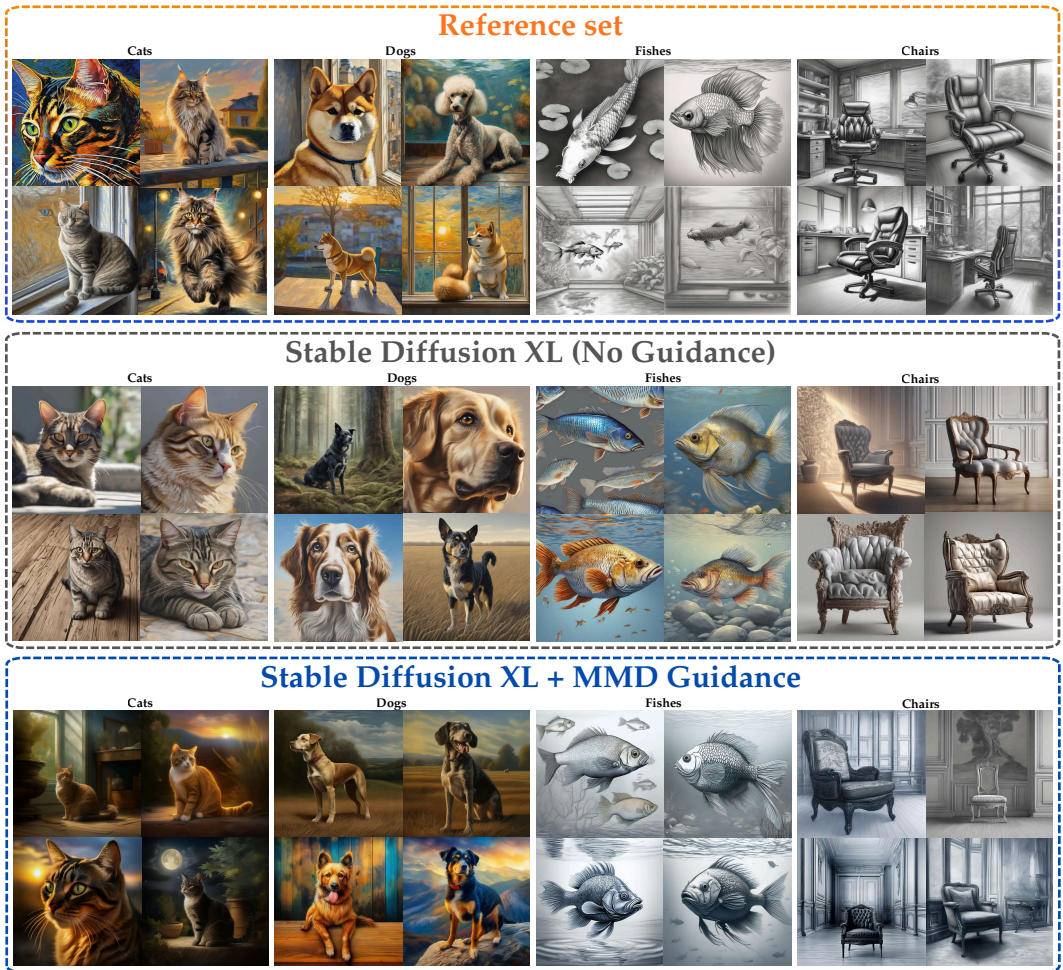 Reference set
Cats Dogs Fishes Chairs
Stable Diffusion XL (No Guidance)
Cats Dogs Fishes Chairs
Stable Diffusion XL + MMD Guidance
Cats Dogs Fishes Chairs